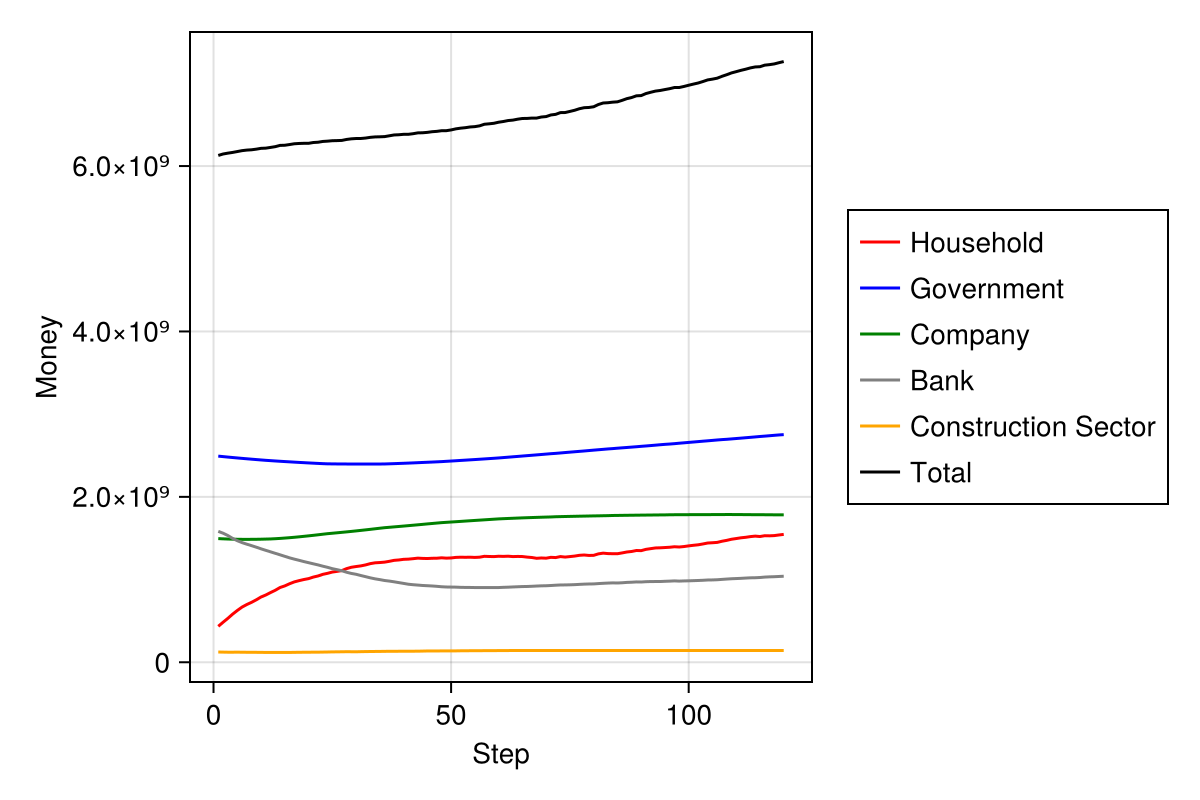 6.0×10⁹
4.0×10⁹
2.0×10⁹
0
Money
0 50 100
Step
Household
Government
Company
Bank
Construction Sector
Total